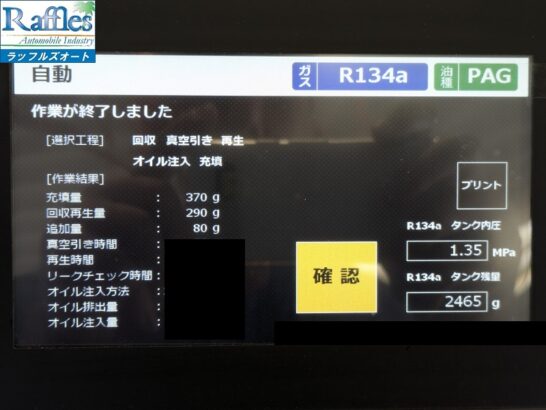 Raffles
Automobile Industry
ラッフルズオート
自動
ガス R134a 油種 PAG
作業が終了しました
[選択工程] 回収 真空引き 再生
オイル注入 充填
[作業結果]
充填量 : 370 g
回収再生量 : 290 g
追加量 : 80 g
真空引き時間 :
再生時間 :
リークチェック時間 :
オイル注入方法 :
オイル排出量 :
オイル注入量 :
確認
プリント
R134a タンク内圧
1.35 MPa
R134a タンク残量
2465 g